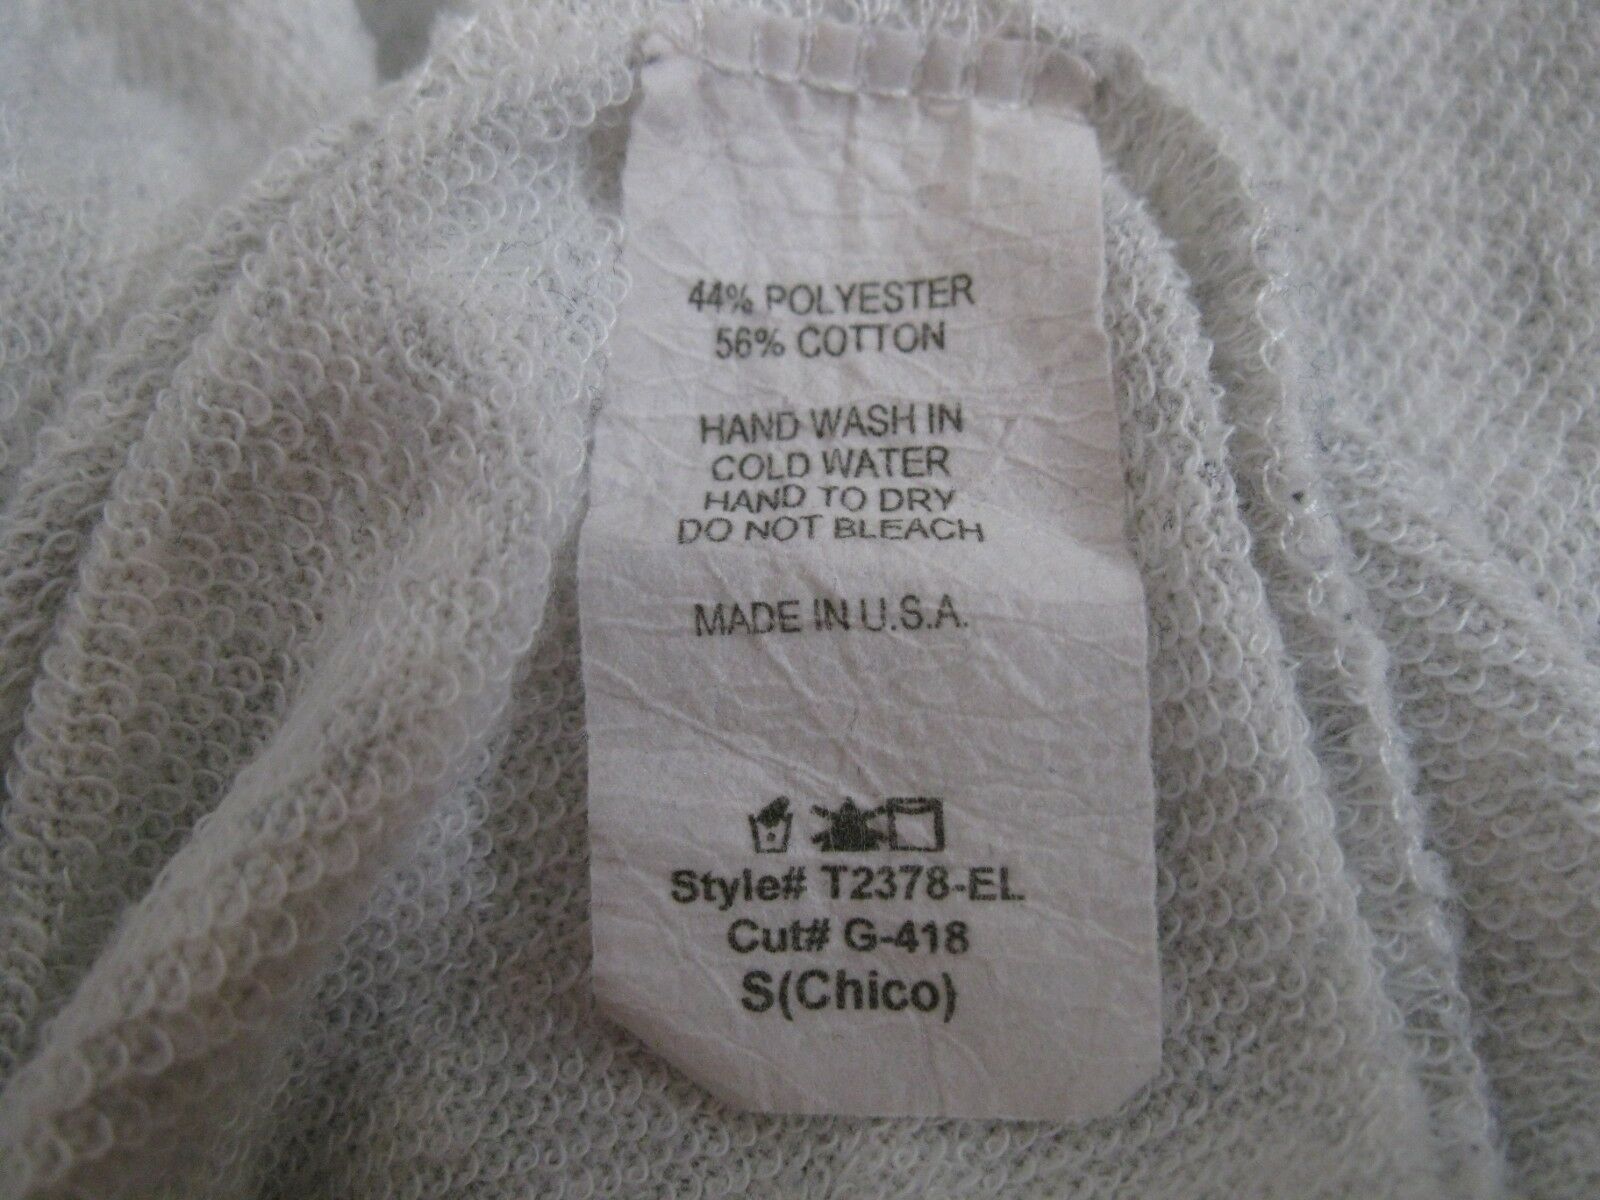 44% POLYESTER
56% COTTON
HAND WASH IN
COLD WATER
HAND TO DRY
DO NOT BLEACH
MADE IN U.S.A.
Style# T2378-EL
Cut# G-418
S(Chico)